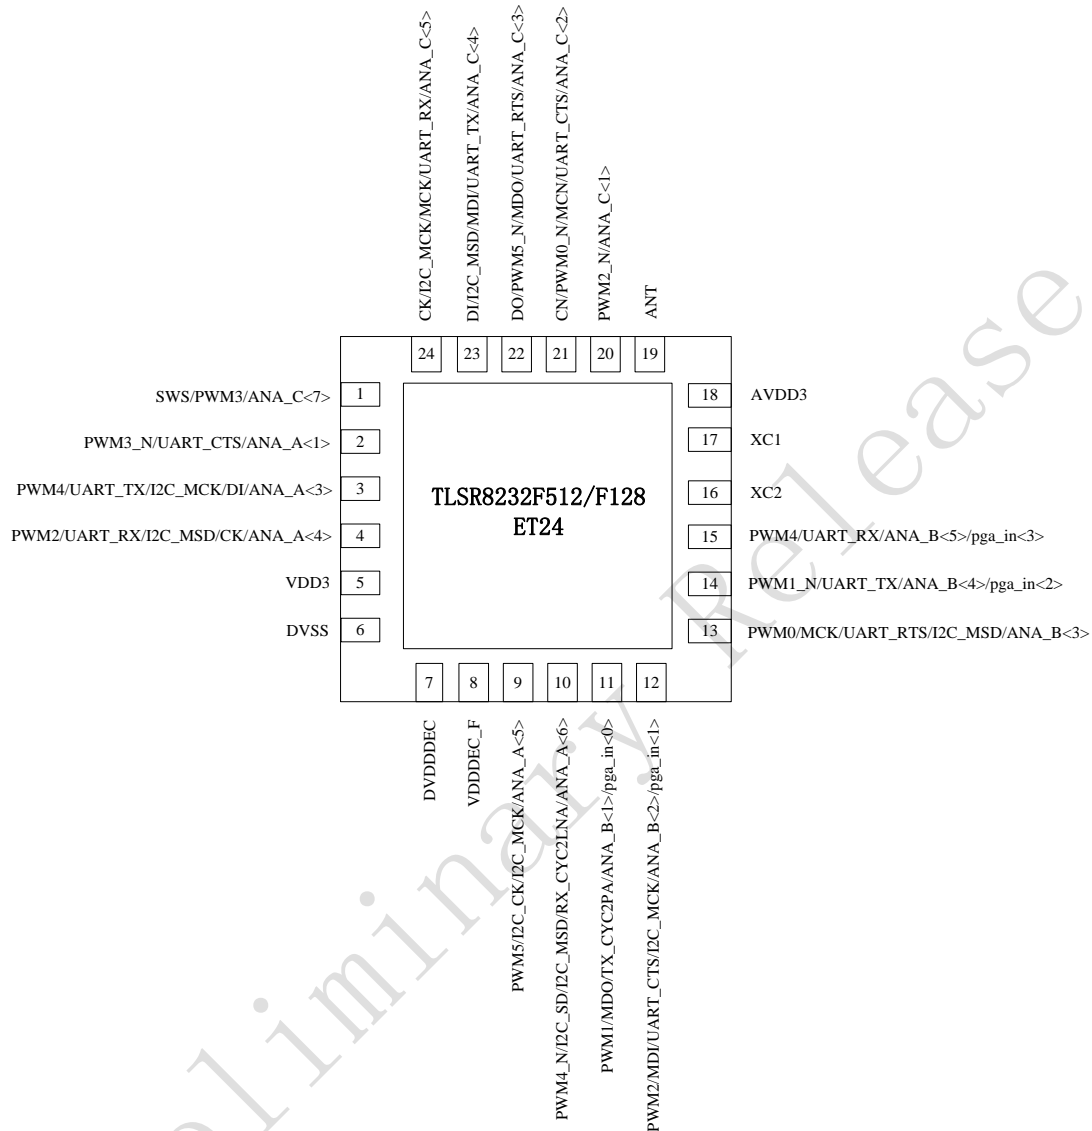 CK/I2C_MCK/MCK/UART_RX/ANA_C<5>
DI/I2C_MSD/MDI/UART_TX/ANA_C<4>
DO/PWM5_N/MDO/UART_RTS/ANA_C<3>
CN/PWM0_N/MCN/UART_CTS/ANA_C<2>
PWM2_N/ANA_C<1>
ANT
24
23
22
21
20
19
SWS/PWM3/ANA_C<7>
1
PWM3_N/UART_CTS/ANA_A<1>
2
PWM4/UART_TX/I2C_MCK/DI/ANA_A<3>
3
PWM2/UART_RX/I2C_MSD/CK/ANA_A<4>
4
VDD3
5
DVSS
6
TLSR8232F512/F128
ET24
18
AVDD3
17
XC1
16
XC2
15
PWM4/UART_RX/ANA_B<5>/pga_in<3>
14
PWM1_N/UART_TX/ANA_B<4>/pga_in<2>
13
PWM0/MCK/UART_RTS/I2C_MSD/ANA_B<3>
7
8
9
10
11
12
DVDDDEC
VDDDEC_F
PWM5/I2C_CK/I2C_MCK/ANA_A<5>
PWM4_N/I2C_SD/I2C_MSD/RX_CYC2LNA/ANA_A<6>
PWM1/MDO/TX_CYC2PA/ANA_B<1>/pga_in<0>
PWM2/MDI/UART_CTS/I2C_MCK/ANA_B<2>/pga_in<1>
eliminary Release